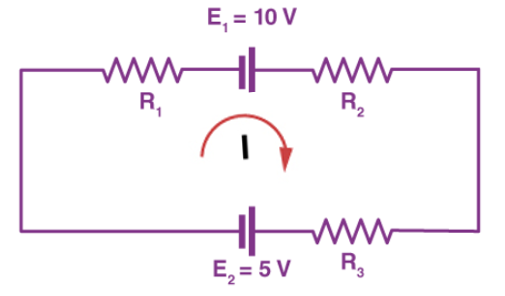 E₁ = 10 V
R₁
R₂
I
E₂ = 5 V
R₃